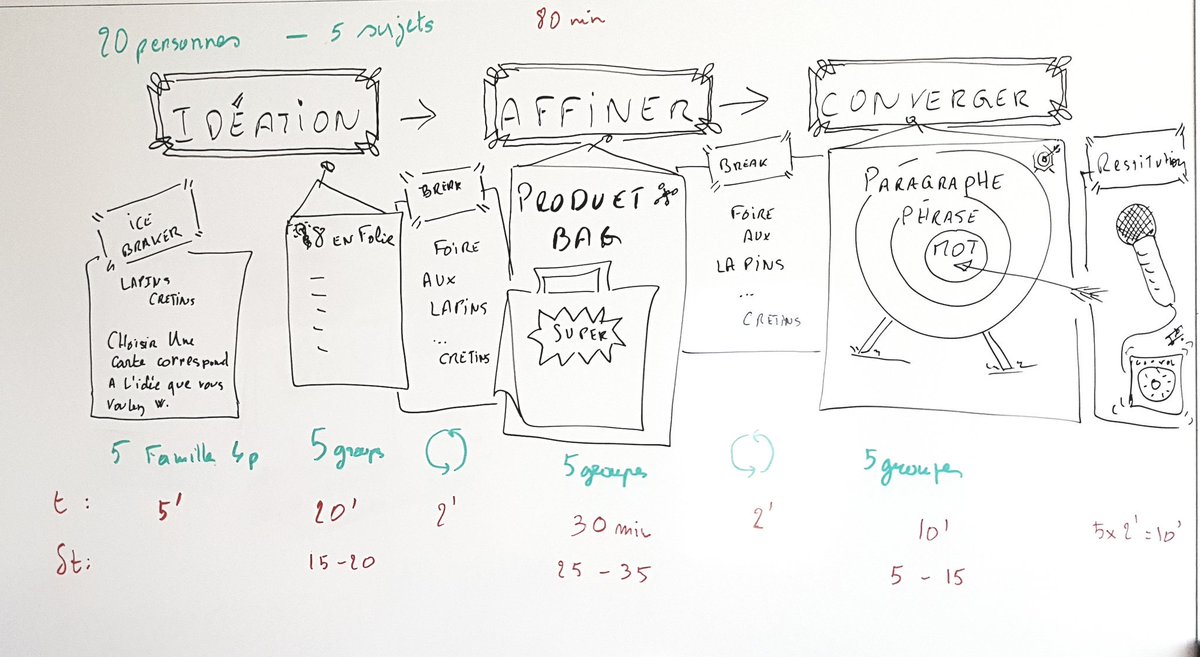 20 personnes — 5 sujets
80 min
IDÉATION → AFFINER → CONVERGER
ICE
BRAKER
LAPINS
CRETINS
CHOISIR UNE
CARTE CORRESPOND
A L'IDÉE QUE VOUS
VOULEZ
8 EN FOLIE
BREAK
FOIRE
AUX
LAPINS
...
CRETINS
PRODUET
BAG
SUPER
BREAK
FOIRE
AUX
LAPINS
...
CRETINS
PARAGRAPHE
PHRASE
MOT
RESTITUTION
5 Famille 4p
5 groups
5 groupes
5 groupes
t :
5'
20'
2'
30 min
2'
10'
5x2'=10'
δt:
15-20
25-35
5-15